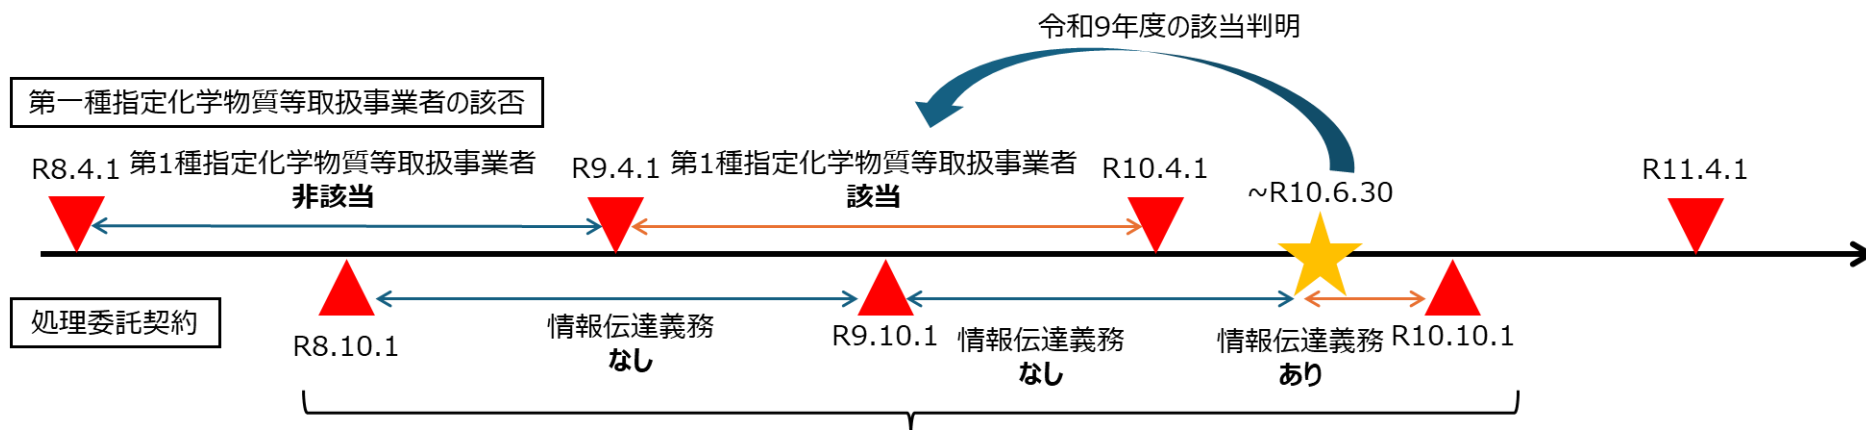 令和9年度の該当判明
第一種指定化学物質等取扱事業者の該否
R8.4.1
第1種指定化学物質等取扱事業者
非該当
R9.4.1
第1種指定化学物質等取扱事業者
該当
R10.4.1
~R10.6.30
R11.4.1
処理委託契約
R8.10.1
情報伝達義務
なし
R9.10.1
情報伝達義務
なし
情報伝達義務
あり
R10.10.1